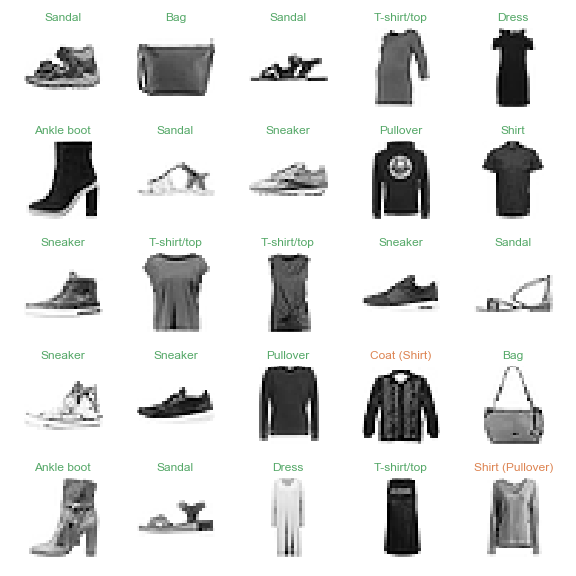 Sandal Bag Sandal T-shirt/top Dress
Ankle boot Sandal Sneaker Pullover Shirt
Sneaker T-shirt/top T-shirt/top Sneaker Sandal
Sneaker Sneaker Pullover Coat (Shirt) Bag
Ankle boot Sandal Dress T-shirt/top Shirt (Pullover)